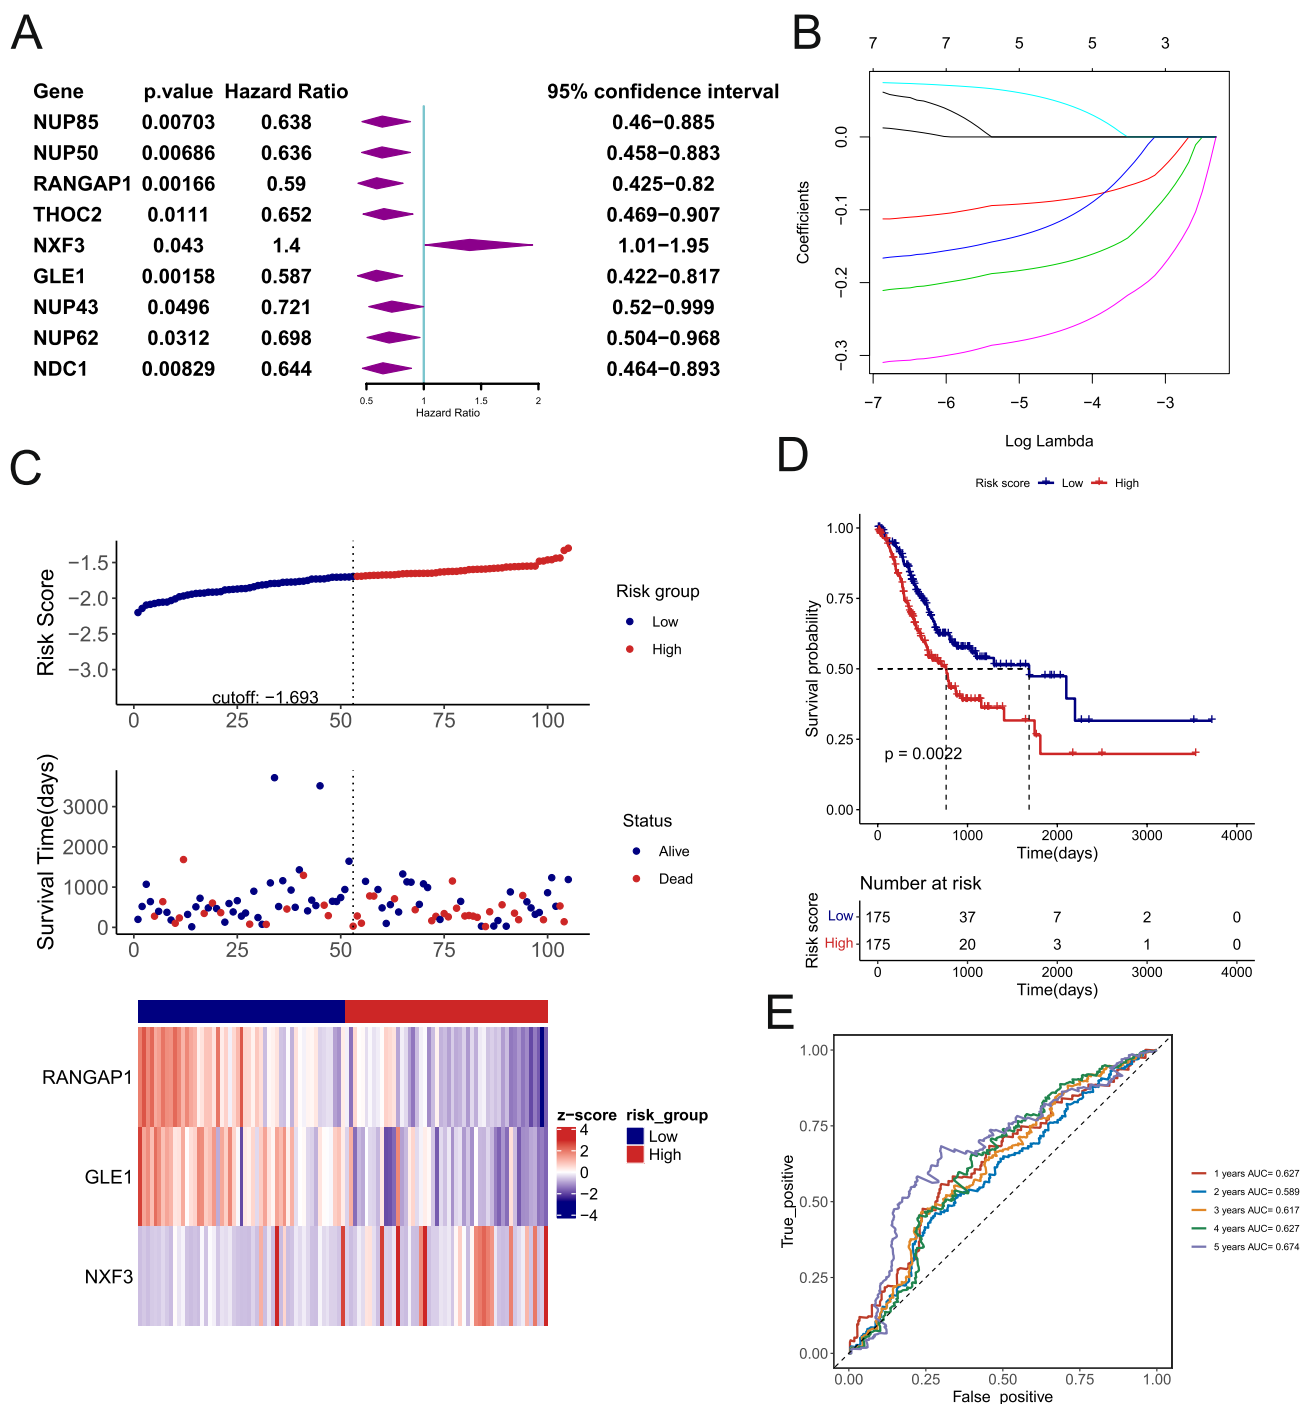 A
Gene p.value Hazard Ratio 95% confidence interval
NUP85 0.00703 0.638 0.46−0.885
NUP50 0.00686 0.636 0.458−0.883
RANGAP1 0.00166 0.59 0.425−0.82
THOC2 0.0111 0.652 0.469−0.907
NXF3 0.043 1.4 1.01−1.95
GLE1 0.00158 0.587 0.422−0.817
NUP43 0.0496 0.721 0.52−0.999
NUP62 0.0312 0.698 0.504−0.968
NDC1 0.00829 0.644 0.464−0.893
0.5 1 1.5 2
Hazard Ratio
B
7 7 5 5 3
Coefficients
0.0
−0.1
−0.2
−0.3
−7 −6 −5 −4 −3
Log Lambda
C
Risk Score
−1.5
−2.0
−2.5
−3.0
cutoff: −1.693
0 25 50 75 100
Risk group
Low
High
Survival Time(days)
3000
2000
1000
0
0 25 50 75 100
Status
Alive
Dead
RANGAP1
GLE1
NXF3
z−score
4
2
0
−2
−4
risk_group
Low
High
D
Risk score Low High
Survival probability
1.00
0.75
0.50
0.25
0.00
p = 0.0022
0 1000 2000 3000 4000
Time(days)
Number at risk
Risk score
Low 175 37 7 2 0
High 175 20 3 1 0
0 1000 2000 3000 4000
Time(days)
E
True_positive
1.00
0.75
0.50
0.25
0.00
0.00 0.25 0.50 0.75 1.00
False_positive
1 years AUC= 0.627
2 years AUC= 0.589
3 years AUC= 0.617
4 years AUC= 0.627
5 years AUC= 0.674